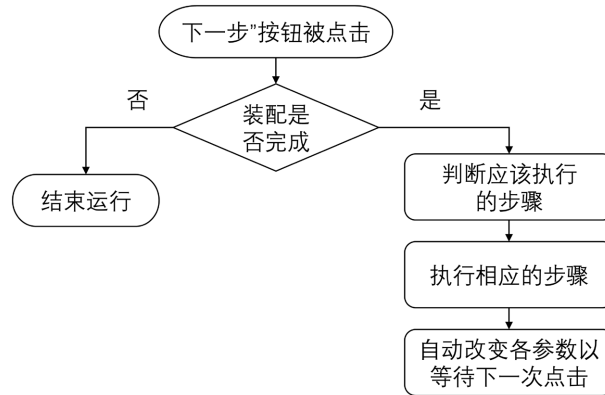 下一步”按钮被点击
否
是
装配是
否完成
判断应该执行
的步骤
结束运行
执行相应的步骤
自动改变各参数以
等待下一次点击